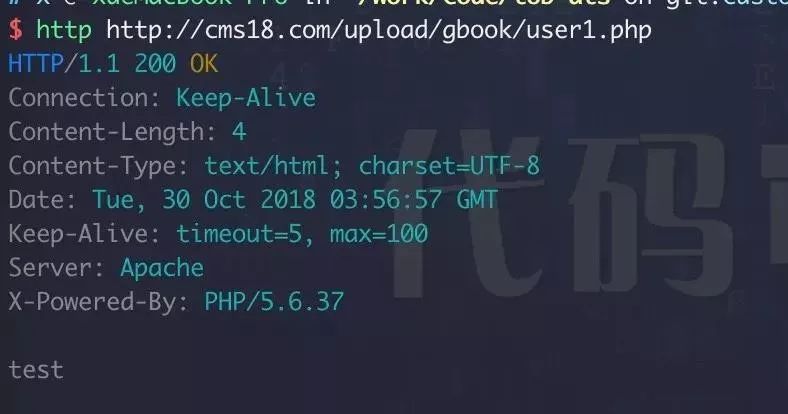 $ http http://cms18.com/upload/gbook/user1.php
HTTP/1.1 200 OK
Connection: Keep-Alive
Content-Length: 4
Content-Type: text/html; charset=UTF-8
Date: Tue, 30 Oct 2018 03:56:57 GMT
Keep-Alive: timeout=5, max=100
Server: Apache
X-Powered-By: PHP/5.6.37
test
代码